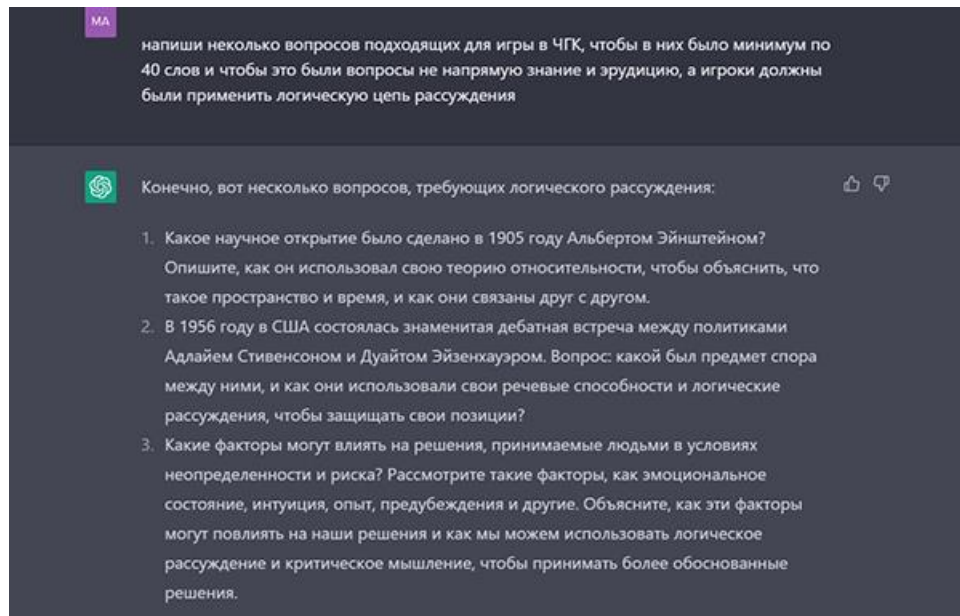 МА
напиши неколько вопросов подходящих для игры в ЧГК, чтобы в них было минимум по
40 слов и чтобы это были вопросы не напрямую знание и эрудицию, а игроки должны
были применить логическую цепь рассуждения
Конечно, вот несколько вопросов, требующих логического рассуждения:
1. Какое научное открытие было сделано в 1905 году Альбертом Эйнштейном?
Опишите, как он использовал свою теорию относительности, чтобы объяснить, что
такое пространство и время, и как они связаны друг с другом.
2. В 1956 году в США состоялась знаменитая дебатная встреча между политиками
Адлайем Стивенсоном и Дуайтом Эйзенхауэром. Вопрос: какой был предмет спора
между ними, и как они использовали свои речевые способности и логические
рассуждения, чтобы защищать свои позиции?
3. Какие факторы могут влиять на решения, принимаемые людьми в условиях
неопределенности и риска? Рассмотрите такие факторы, как эмоциональное
состояние, интуиция, опыт, предубеждения и другие. Объясните, как эти факторы
могут повлиять на наши решения и как мы можем использовать логическое
рассуждение и критическое мышление, чтобы принимать более обоснованные
решения.